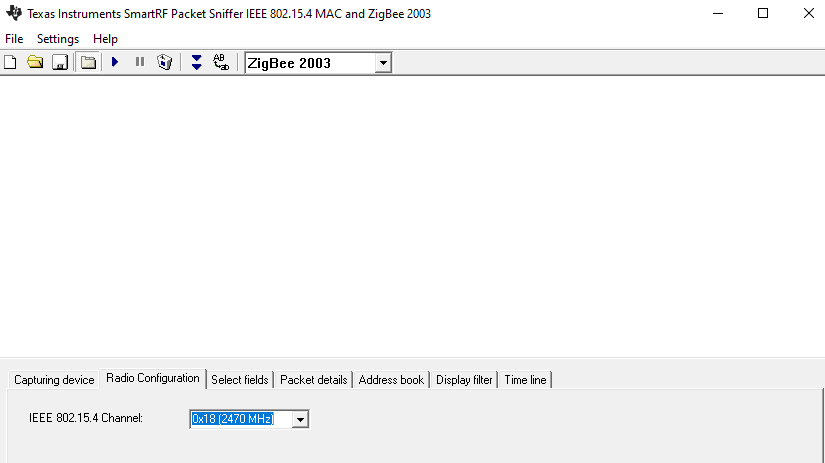 Texas Instruments SmartRF Packet Sniffer IEEE 802.15.4 MAC and ZigBee 2003
File Settings Help
AB
ab
ZigBee 2003
Capturing device Radio Configuration Select fields Packet details Address book Display filter Time line
IEEE 802.15.4 Channel: 0x18 (2470 MHz)